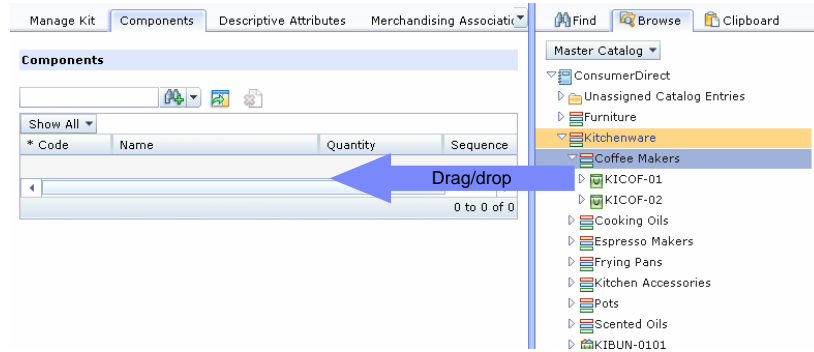 Manage Kit Components Descriptive Attributes Merchandising Associatic
Components
Show All
* Code Name Quantity Sequence
0 to 0 of 0
Drag/drop
Find Browse Clipboard
Master Catalog
ConsumerDirect
Unassigned Catalog Entries
Furniture
Kitchenware
Coffee Makers
KICOF-01
KICOF-02
Cooking Oils
Espresso Makers
Frying Pans
Kitchen Accessories
Pots
Scented Oils
KIBUN-0101